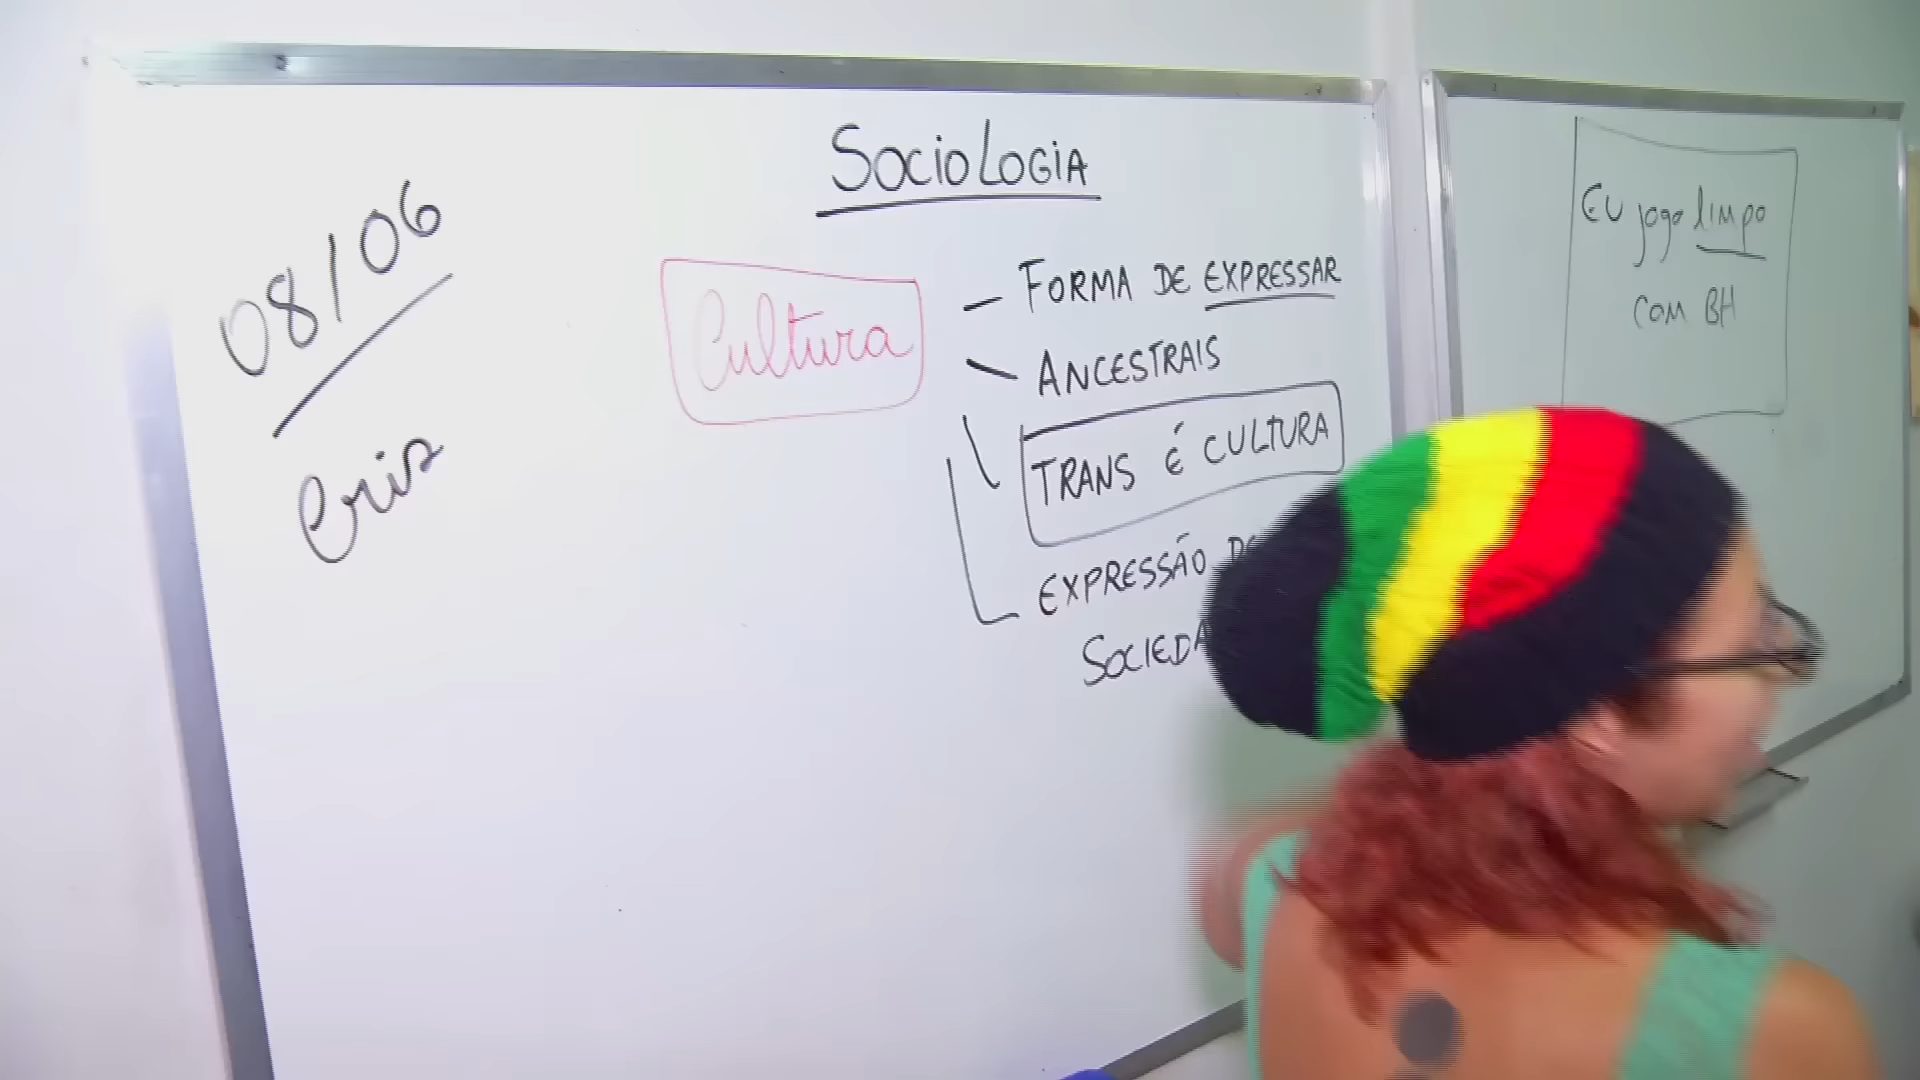 SocioLogia
08/06
Cris
Cultura
- FORMA DE EXPRESSAR
ANCESTRAIS
TRANS É CULTURA
EXPRESSÃO
EU jogo limpo
COM BH